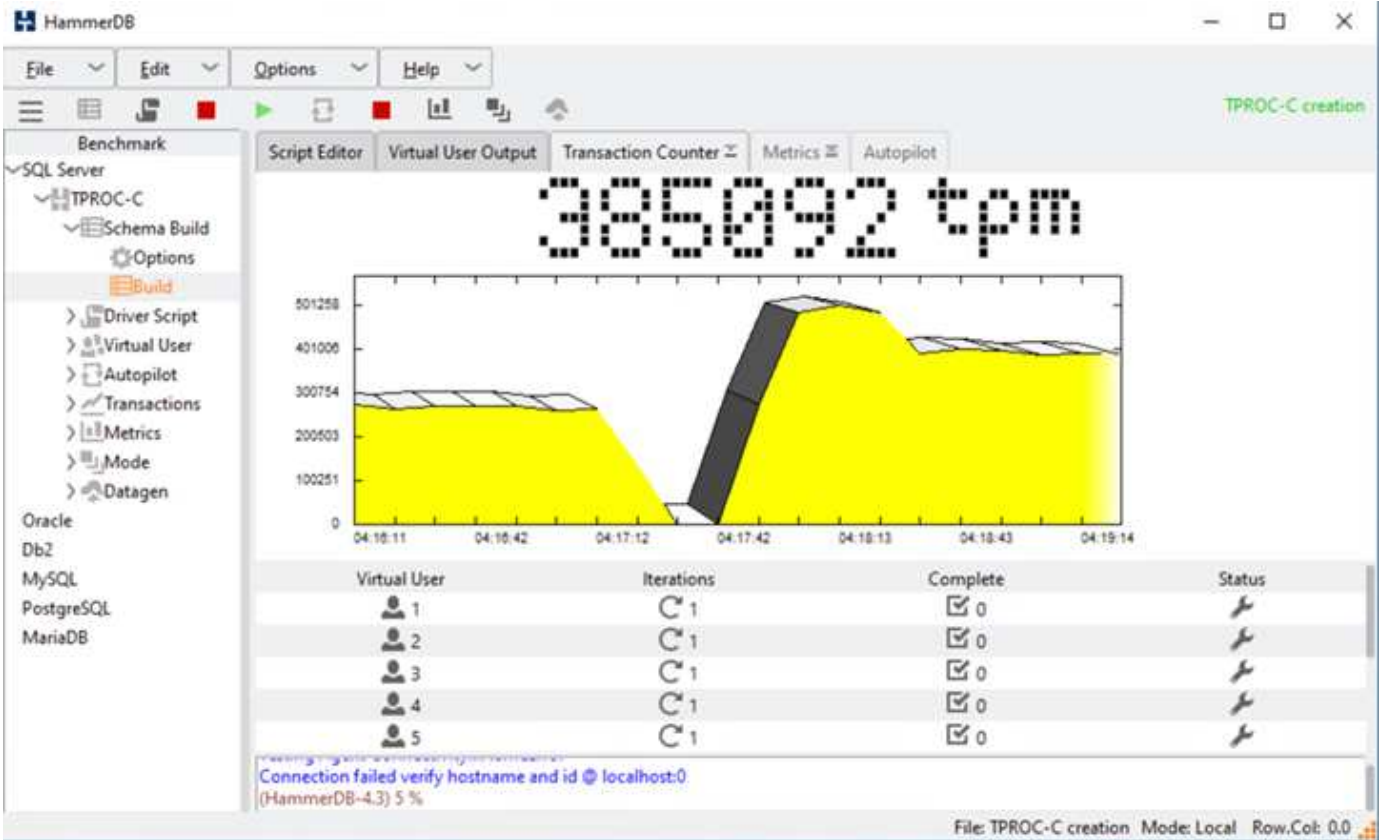 HammerDB
File Edit Options Help
TPROC-C creation
Benchmark
SQL Server
TPROC-C
Schema Build
Options
Build
Driver Script
Virtual User
Autopilot
Transactions
Metrics
Mode
Datagen
Oracle
Db2
MySQL
PostgreSQL
MariaDB
Script Editor Virtual User Output Transaction Counter Metrics Autopilot
385092 tpm
501258
401006
300754
200503
100251
0
04:16:11 04:16:42 04:17:12 04:17:42 04:18:13 04:18:43 04:19:14
Virtual User Iterations Complete Status
1 1 0
2 1 0
3 1 0
4 1 0
5 1 0
Connection failed verify hostname and id @ localhost:0
(HammerDB-4.3) 5 %
File: TPROC-C creation Mode: Local Row.Col: 0.0